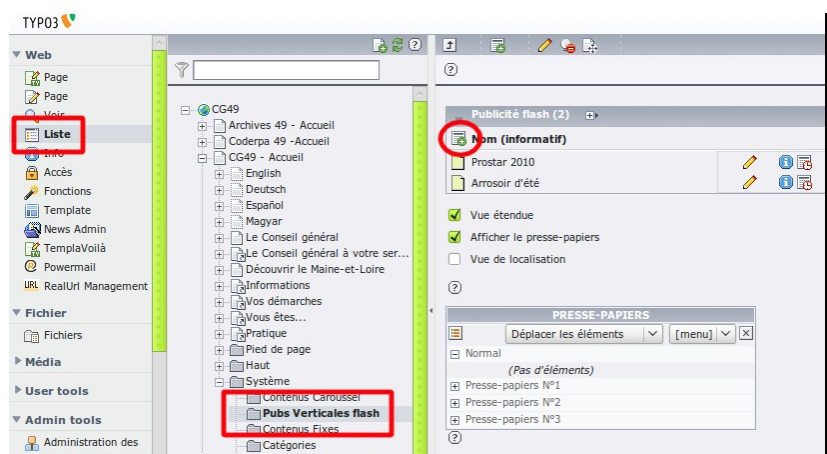 TYPO3
Web
Page
Page
Voir
Liste
Info
Accès
Fonctions
Template
News Admin
TemplaVoilà
Powermail
URL RealUrl Management
Fichier
Fichiers
Média
User tools
Admin tools
Administration des
CG49
Archives 49 - Accueil
Coderpa 49 -Accueil
CG49 - Accueil
English
Deutsch
Español
Magyar
Le Conseil général
Le Conseil général à votre ser...
Découvrir le Maine-et-Loire
Informations
Vos démarches
Vous êtes...
Pratique
Pied de page
Haut
Système
Contenus Caroussel
Pubs Verticales flash
Contenus Fixes
Catégories
Publicité flash (2)
Nom (informatif)
Prostar 2010
Arrosoir d'été
Vue étendue
Afficher le presse-papiers
Vue de localisation
PRESSE-PAPIERS
Déplacer les éléments [menu]
Normal
(Pas d'éléments)
Presse-papiers N°1
Presse-papiers N°2
Presse-papiers N°3